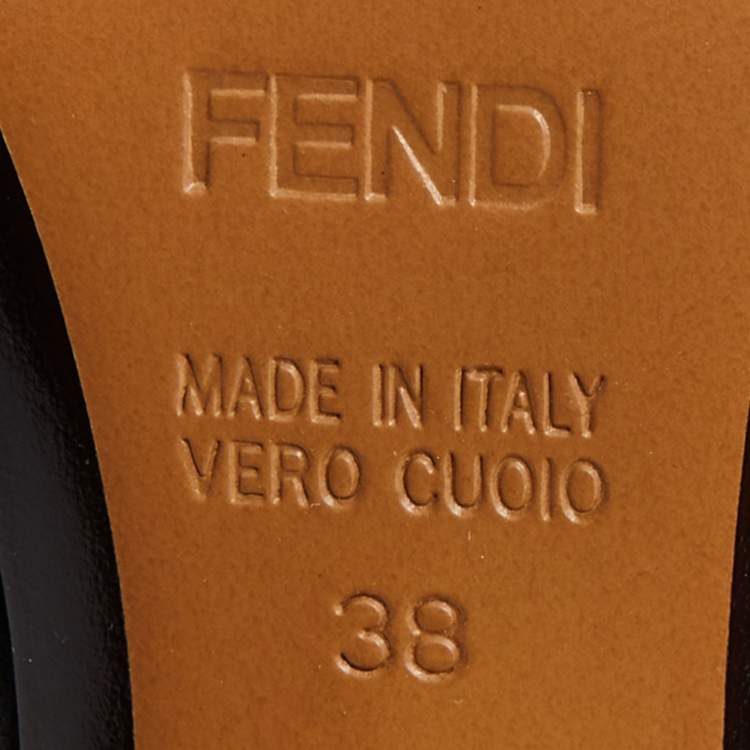 FENDI
MADE IN ITALY
VERO CUOIO
38